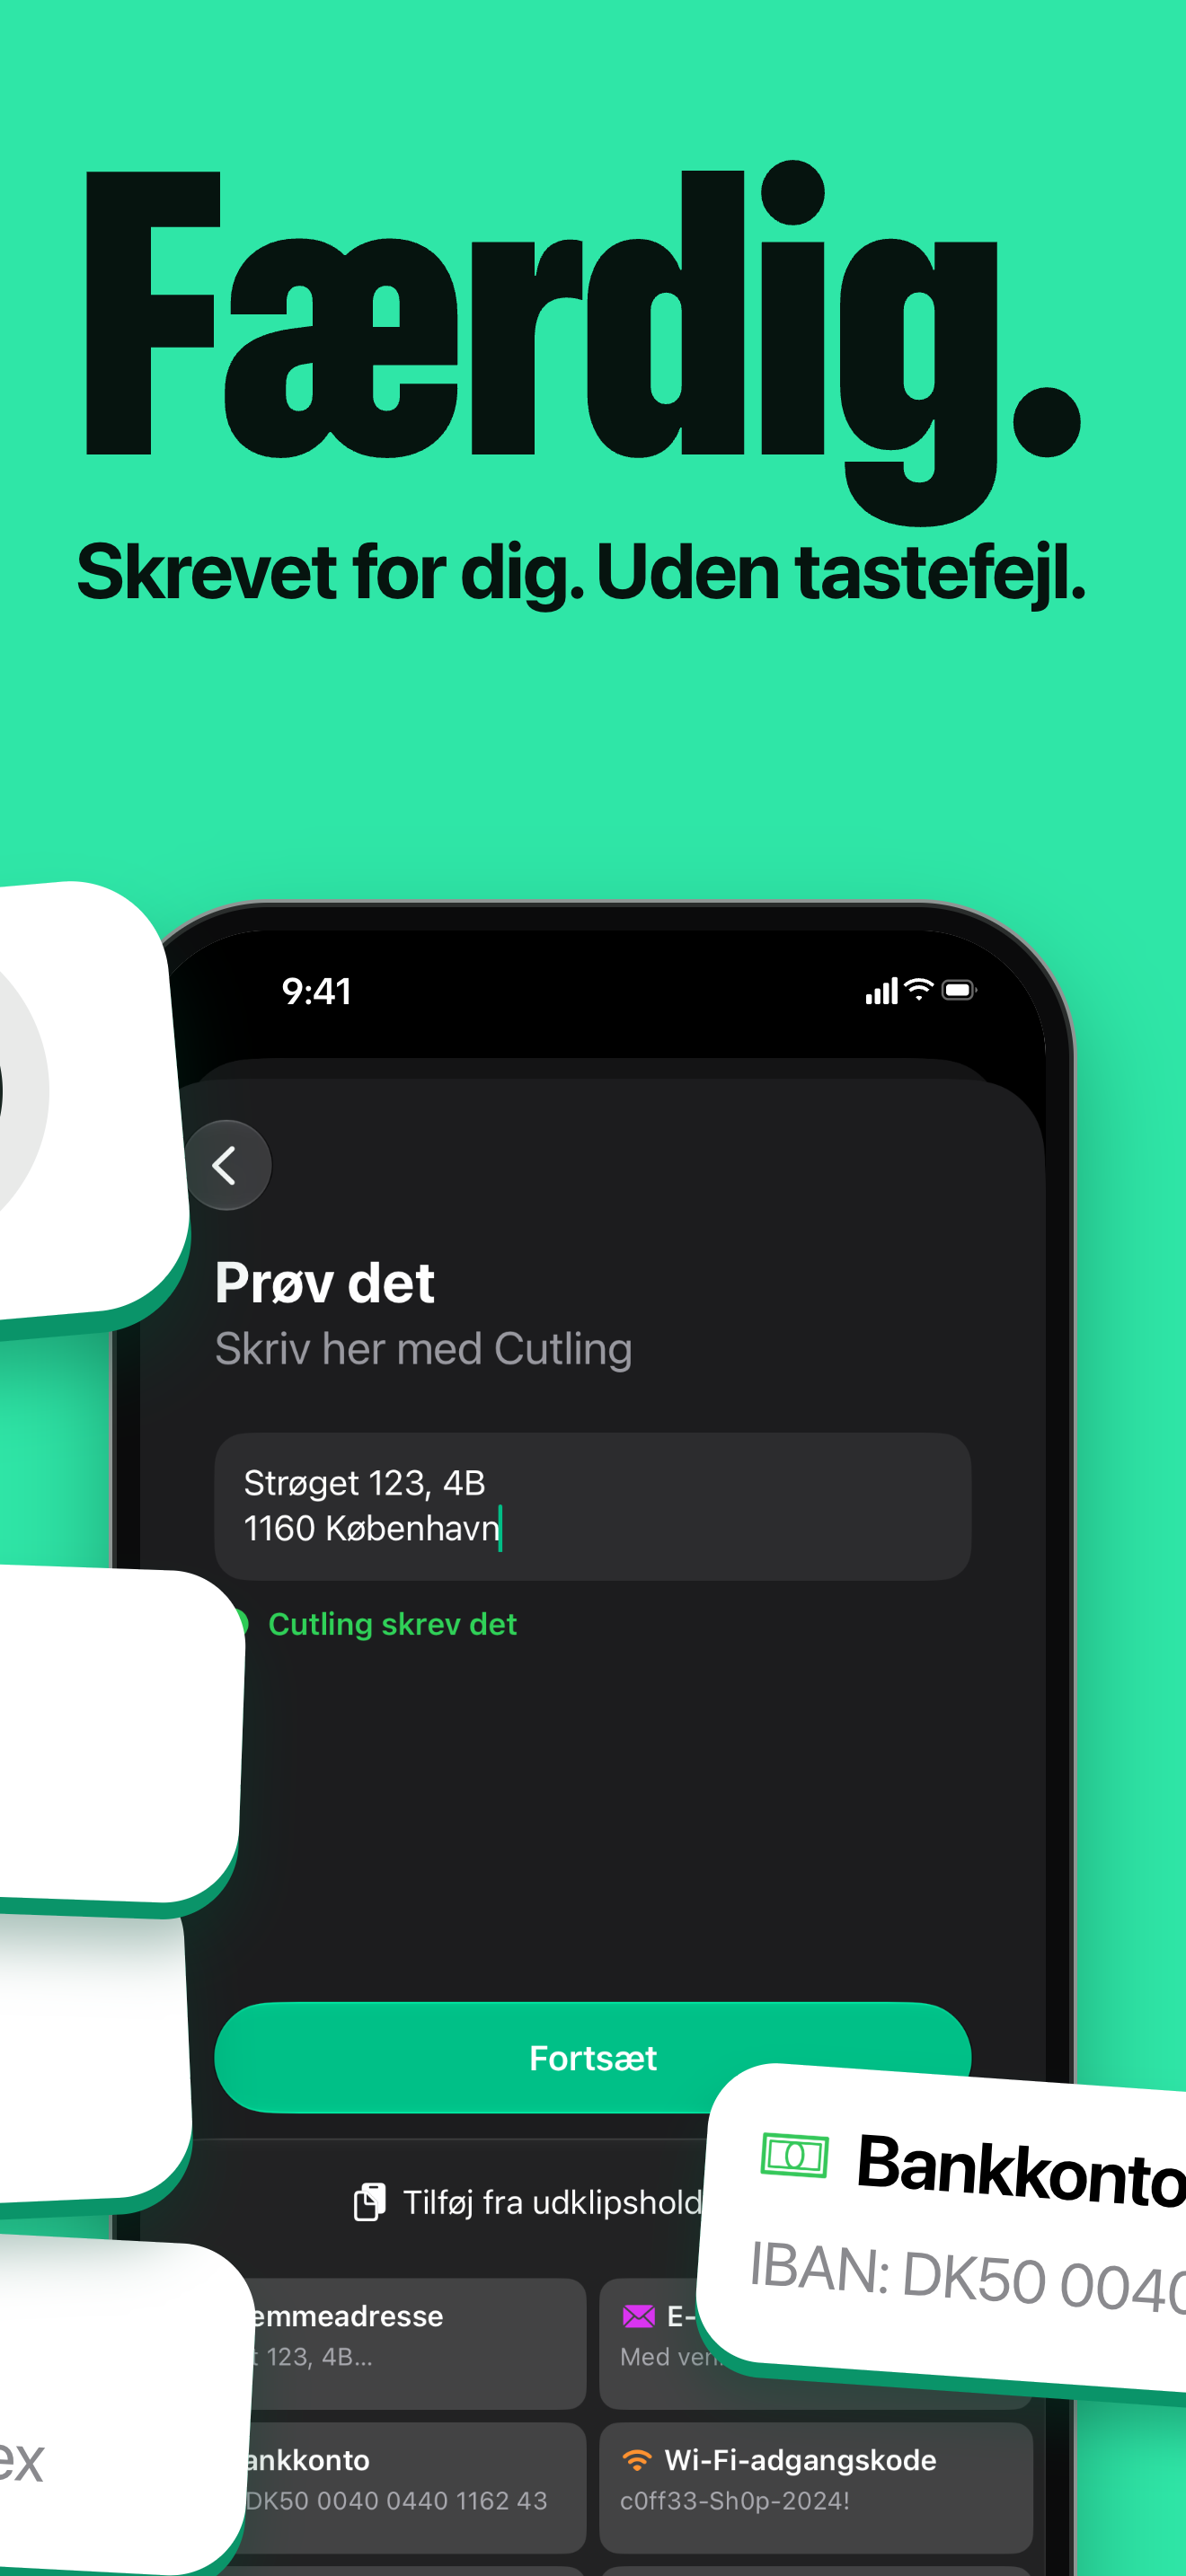 Færdig.
Skrevet for dig. Uden tastefejl.
9:41
Prøv det
Skriv her med Cutling
Strøget 123, 4B
1160 København
Cutling skrev det
Fortsæt
Bankkonto
IBAN: DK50 0040
Tilføj fra udklipshold
emmeadresse
t 123, 4B...
E-
Med ven
ankkonto
DK50 0040 0440 1162 43
Wi-Fi-adgangskode
c0ff33-Sh0p-2024!
ex